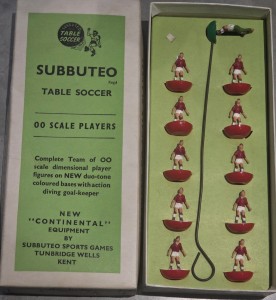 TABLE
SOCCER
SUBBUTEO
Regd
TABLE SOCCER
OO SCALE PLAYERS
Complete Team of OO
scale dimensional player
figures on NEW duo-tone
coloured bases with action
diving goal-keeper
NEW
"CONTINENTAL"
EQUIPMENT
BY
SUBBUTEO SPORTS GAMES
TUNBRIDGE WELLS
KENT